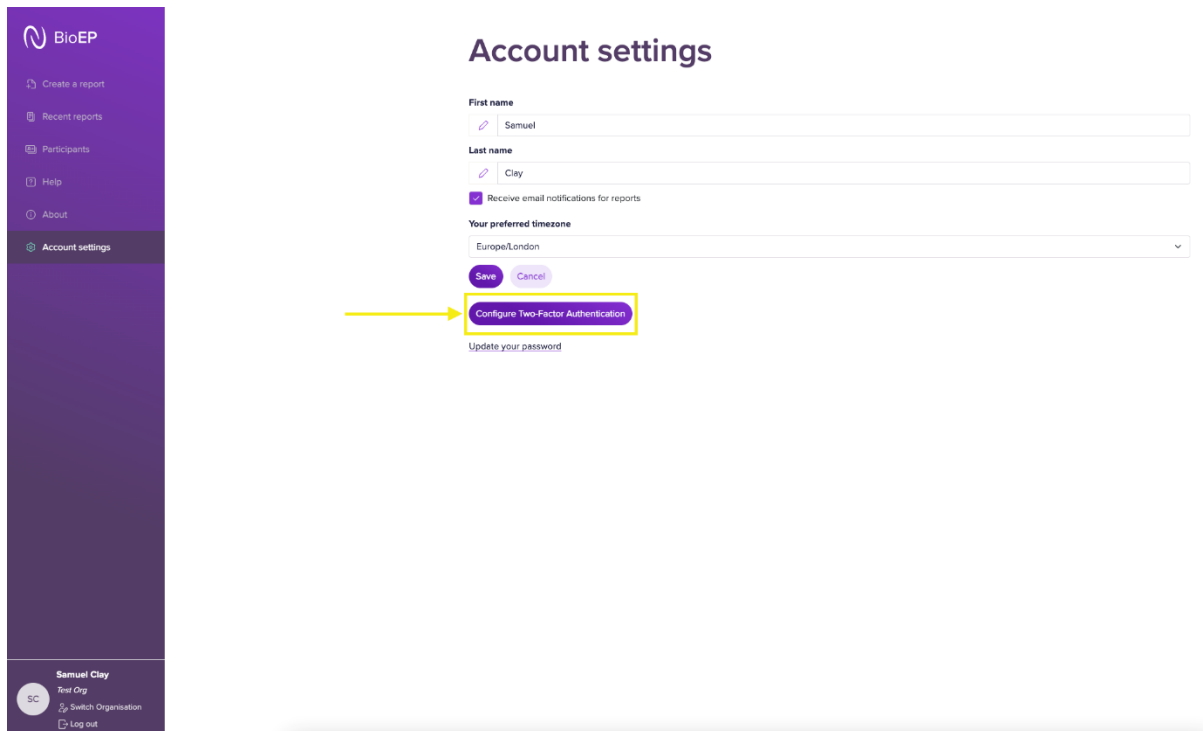 BioEP
Create a report
Recent reports
Participants
Help
About
Account settings
Account settings
First name
Samuel
Last name
Clay
Receive email notifications for reports
Your preferred timezone
Europe/London
Save Cancel
Configure Two-Factor Authentication
Update your password
Samuel Clay
Test Org
SC
Switch Organisation
Log out